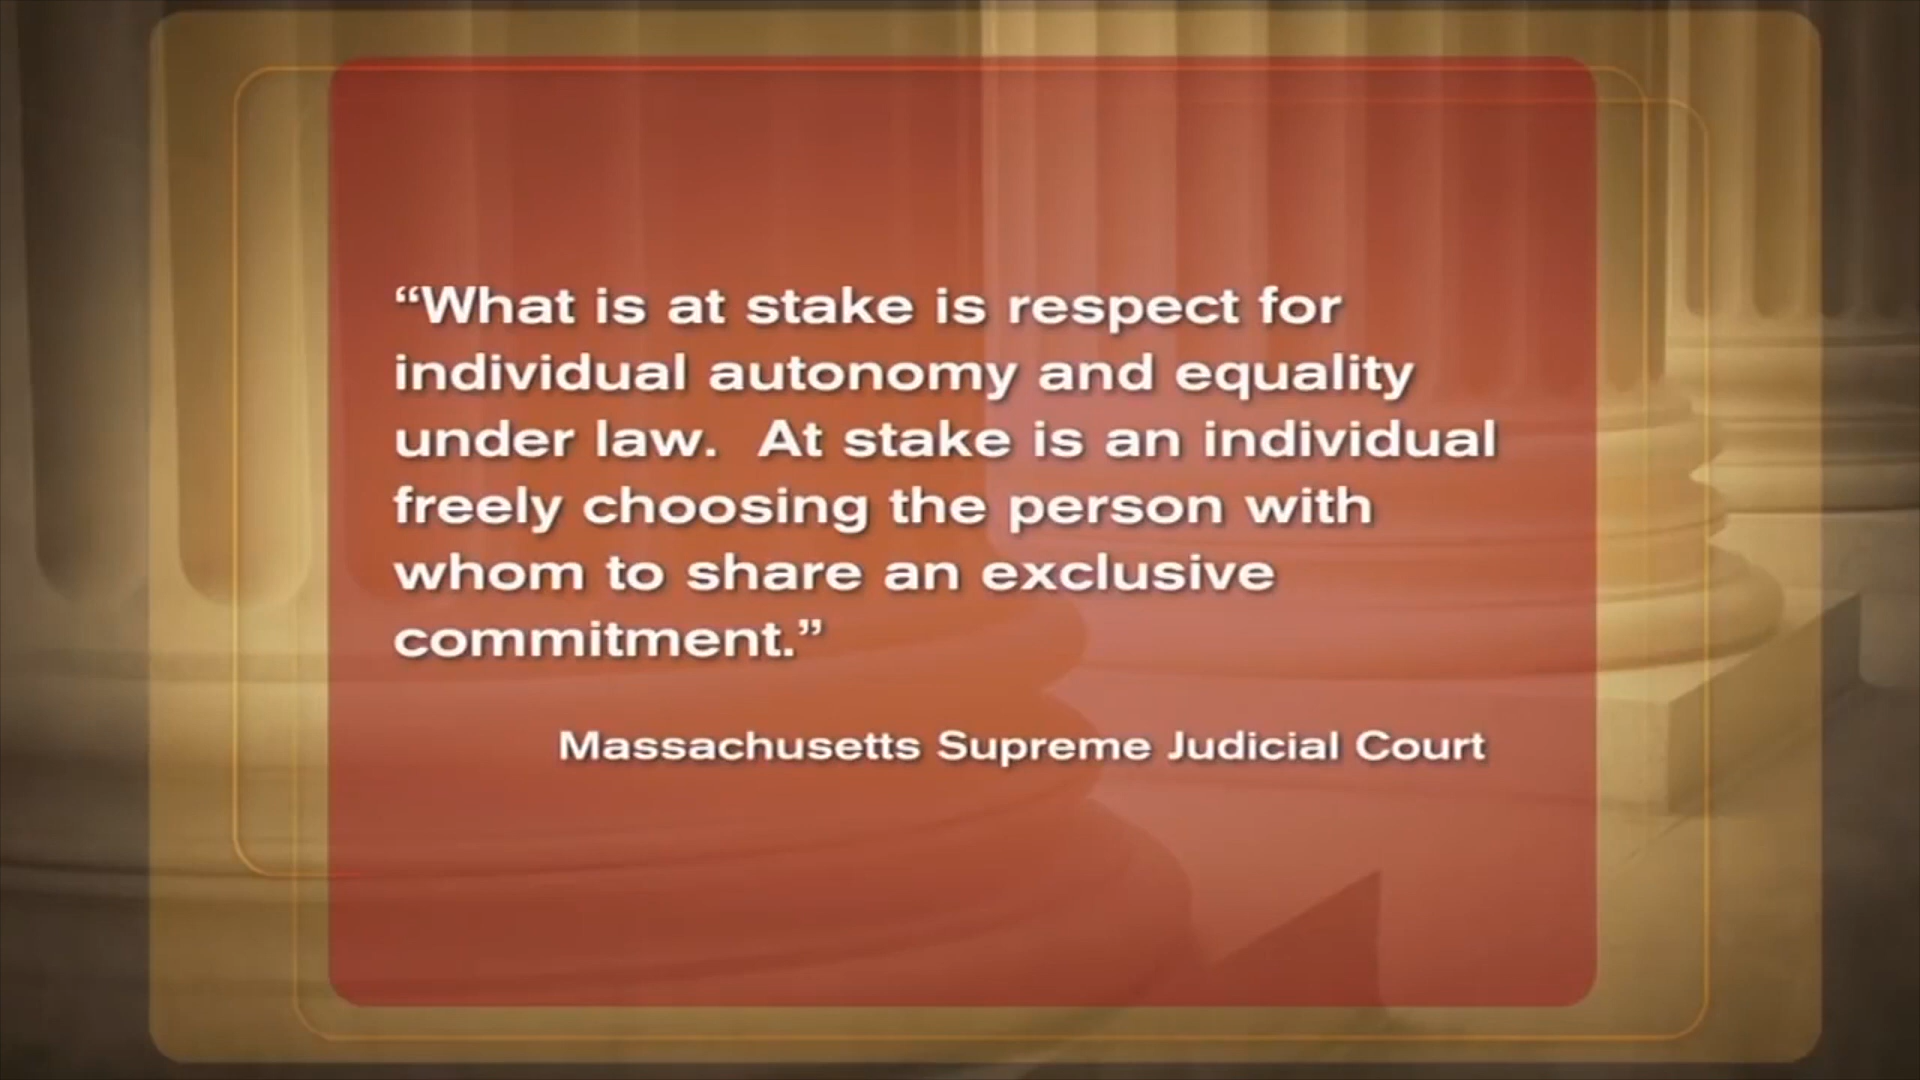 “What is at stake is respect for
individual autonomy and equality
under law.  At stake is an individual
freely choosing the person with
whom to share an exclusive
commitment.”
Massachusetts Supreme Judicial Court